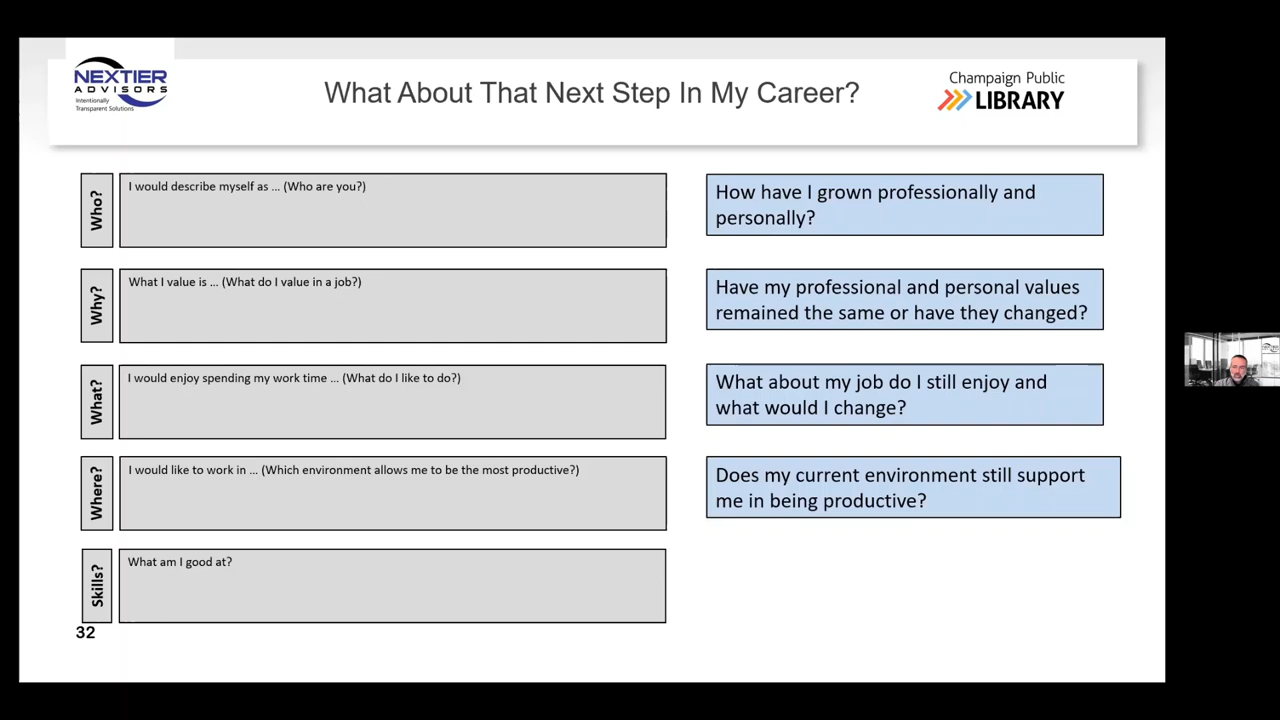 NEXTIER
ADVISORS
Intentionally
Transparent Solutions
What About That Next Step In My Career?
Champaign Public
LIBRARY
Who?
I would describe myself as ... (Who are you?)
How have I grown professionally and
personally?
Why?
What I value is ... (What do I value in a job?)
Have my professional and personal values
remained the same or have they changed?
What?
I would enjoy spending my work time ... (What do I like to do?)
What about my job do I still enjoy and
what would I change?
Where?
I would like to work in ... (Which environment allows me to be the most productive?)
Does my current environment still support
me in being productive?
Skills?
What am I good at?
32